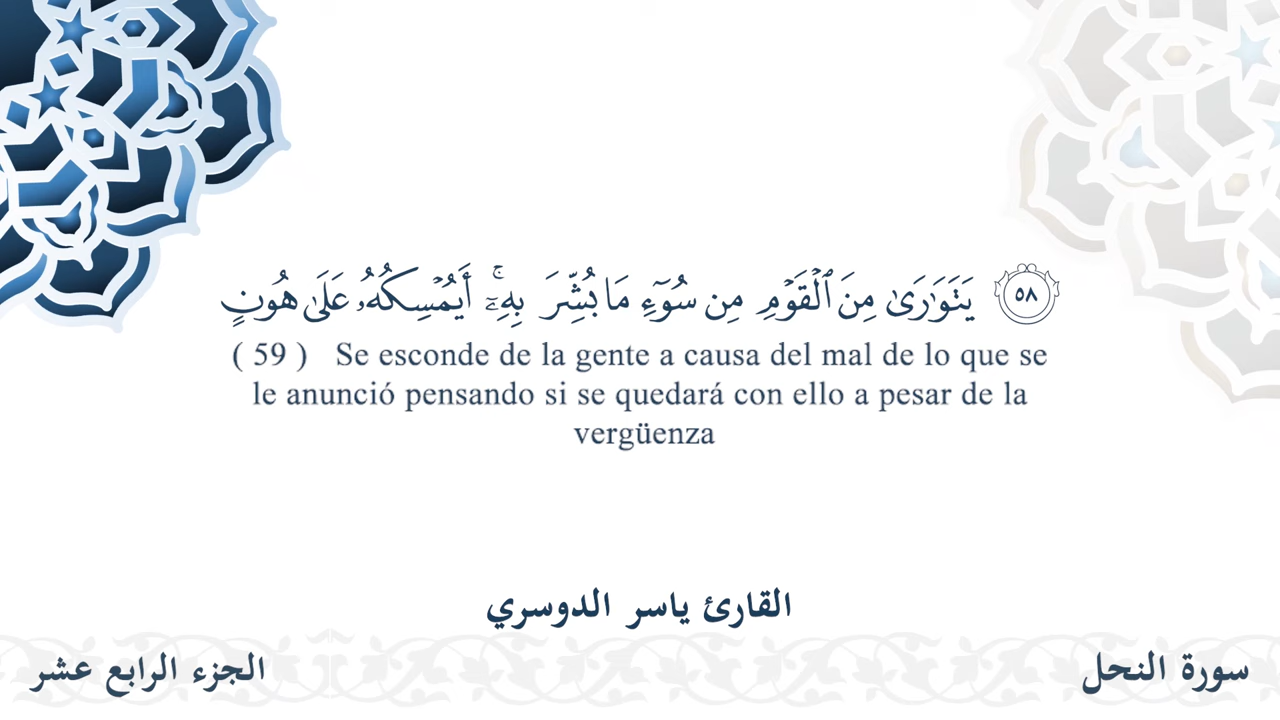 ٥٨ يَتَوَٰرَىٰ مِنَ ٱلْقَوْمِ مِن سُوٓءِ مَا بُشِّرَ بِهِۦٓ ۚ أَيُمْسِكُهُۥ عَلَىٰ هُونٍ
( 59 ) Se esconde de la gente a causa del mal de lo que se
le anunció pensando si se quedará con ello a pesar de la
vergüenza
القارئ ياسر الدوسري
سورة النحل
الجزء الرابع عشر